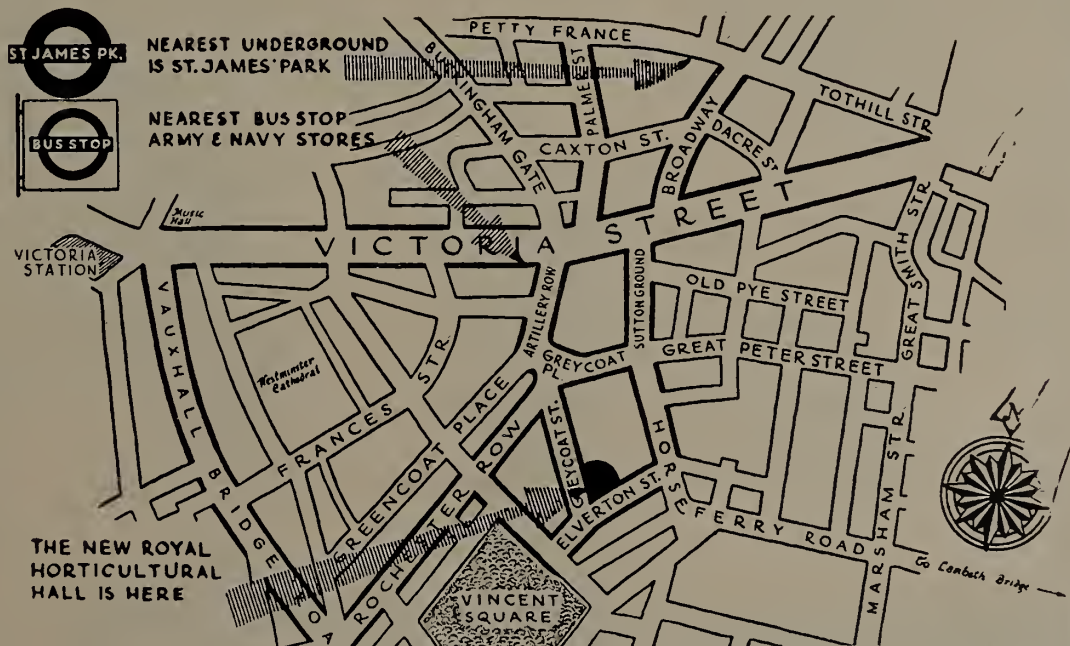 ST JAMES PK.
NEAREST UNDERGROUND
IS ST. JAMES' PARK
BUS STOP
NEAREST BUS STOP
ARMY & NAVY STORES
PETTY FRANCE
BUCKINGHAM GATE
PALMER ST
TOTHILL STR
BROADWAY
DACRE ST
CAXTON ST.
Music
Hall
VICTORIA STREET
VICTORIA
STATION
VAUXHALL BRIDGE ROA
ARTILLERY ROW
SUTTON GROUND
OLD PYE STREET
GREAT SMITH STR
GREYCOAT
PL
GREAT PETER STREET
Westminster
Cathedral
FRANCES STR.
GREENCOAT PLACE
ROCHESTER ROW
GREYCOAT ST.
ELVERTON ST.
HORSEFERRY ROAD
MARSHAM STR.
To Lambeth Bridge
THE NEW ROYAL
HORTICULTURAL
HALL IS HERE
VINCENT
SQUARE